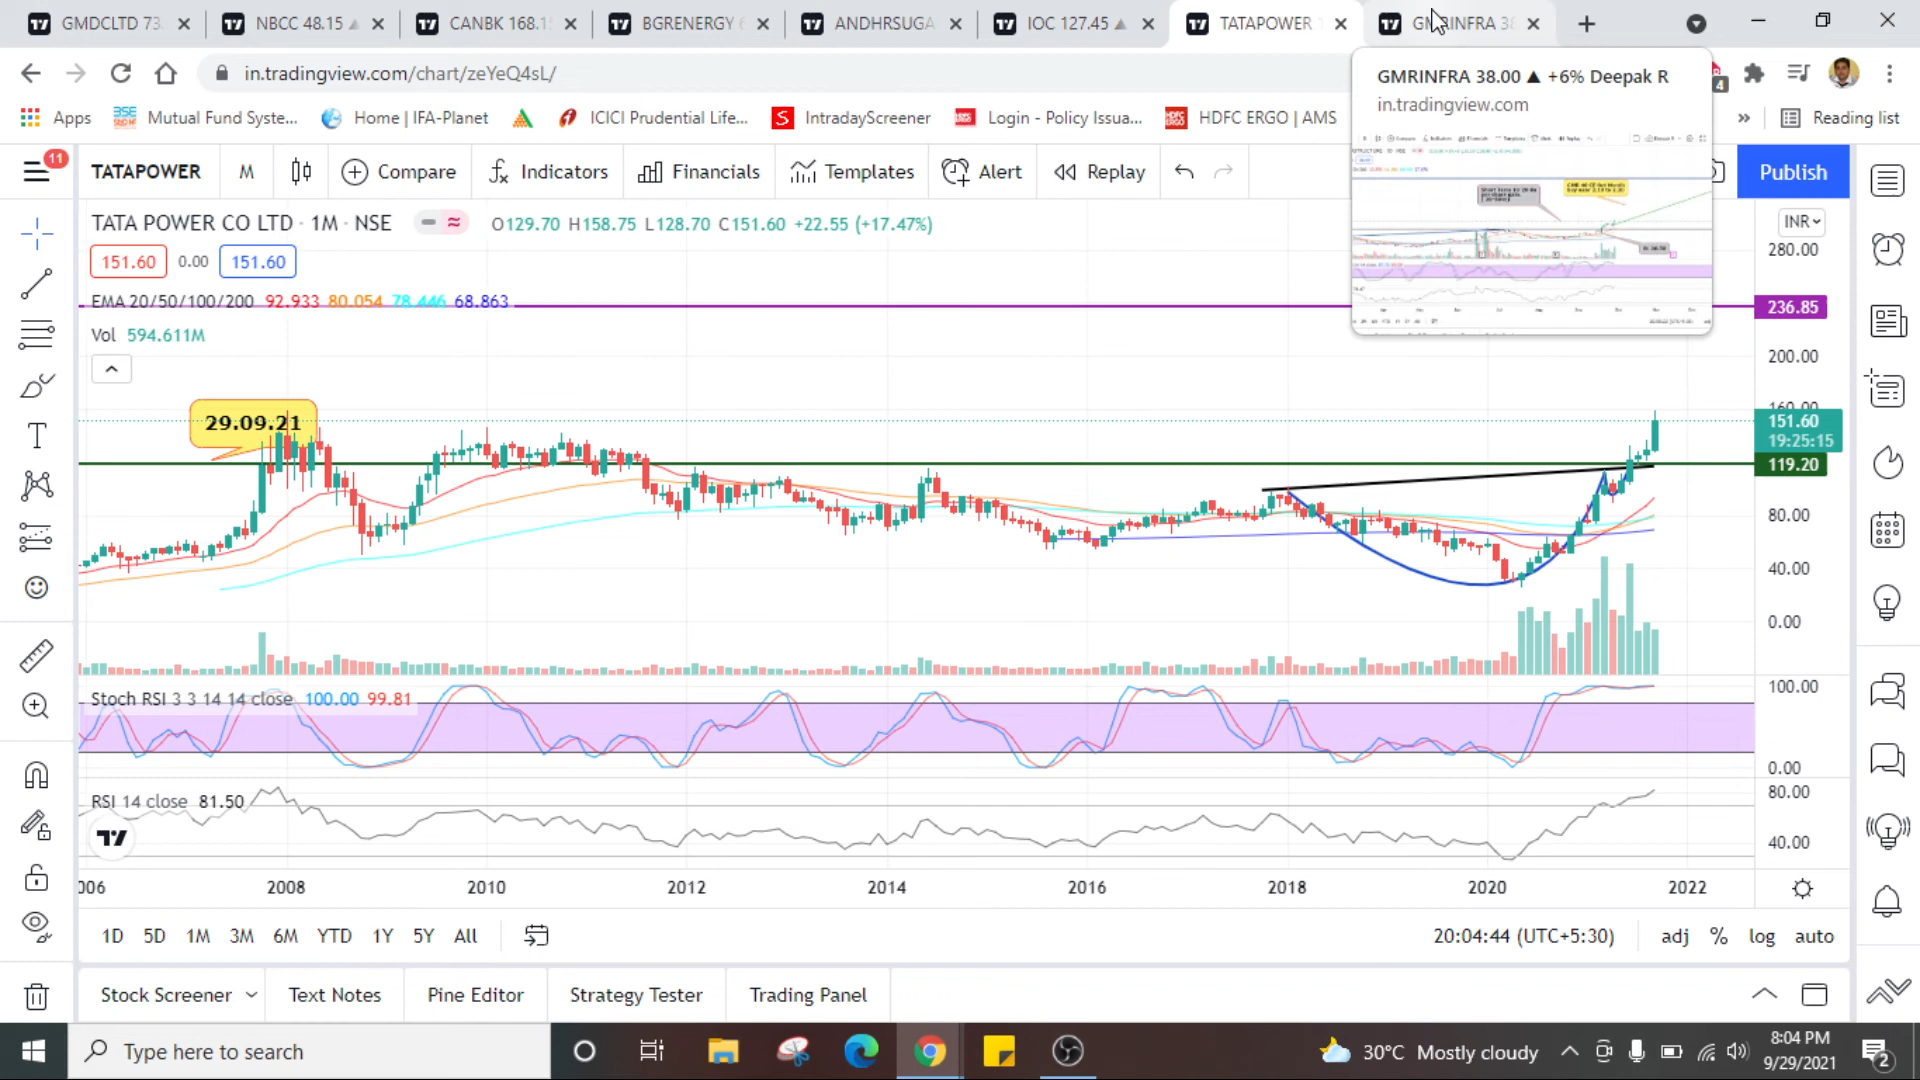 GMDCLTD 73.
NBCC 48.15 ▲
CANBK 168.1
BGRENERGY
ANDHRSUGA
IOC 127.45 ▲
TATAPOWER
GMRINFRA 38
in.tradingview.com/chart/zeYeQ4sL/
GMRINFRA 38.00 ▲ +6% Deepak R
in.tradingview.com
4
Apps
Mutual Fund Syste...
Home | IFA-Planet
ICICI Prudential Life...
IntradayScreener
Login - Policy Issua...
HDFC ERGO | AMS
»
Reading list
11
TATAPOWER
M
Compare
Indicators
Financials
Templates
Alert
Replay
Publish
TATA POWER CO LTD · 1M · NSE
O129.70 H158.75 L128.70 C151.60 +22.55 (+17.47%)
INR
151.60
0.00
151.60
280.00
EMA 20/50/100/200 92.933 80.054 78.446 68.863
236.85
Vol 594.611M
200.00
160.00
29.09.21
151.60
19:25:15
119.20
80.00
40.00
0.00
Stoch RSI 3 3 14 14 close 100.00 99.81
100.00
0.00
RSI 14 close 81.50
80.00
40.00
006
2008
2010
2012
2014
2016
2018
2020
2022
1D
5D
1M
3M
6M
YTD
1Y
5Y
All
20:04:44 (UTC+5:30)
adj
%
log
auto
Stock Screener
Text Notes
Pine Editor
Strategy Tester
Trading Panel
Type here to search
30°C Mostly cloudy
8:04 PM
9/29/2021
2